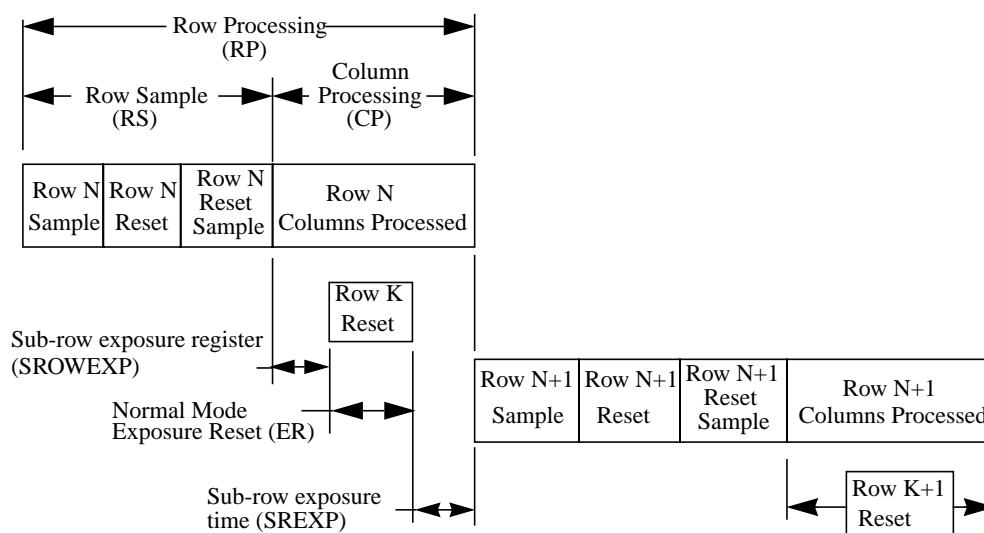 Row Processing
(RP)
Row Sample
(RS)
Column
Processing
(CP)
Row N
Sample
Row N
Reset
Row N
Reset
Sample
Row N
Columns Processed
Row K
Reset
Sub-row exposure register
(SROWEXP)
Normal Mode
Exposure Reset (ER)
Sub-row exposure
time (SREXP)
Row N+1
Sample
Row N+1
Reset
Row N+1
Reset
Sample
Row N+1
Columns Processed
Row K+1
Reset